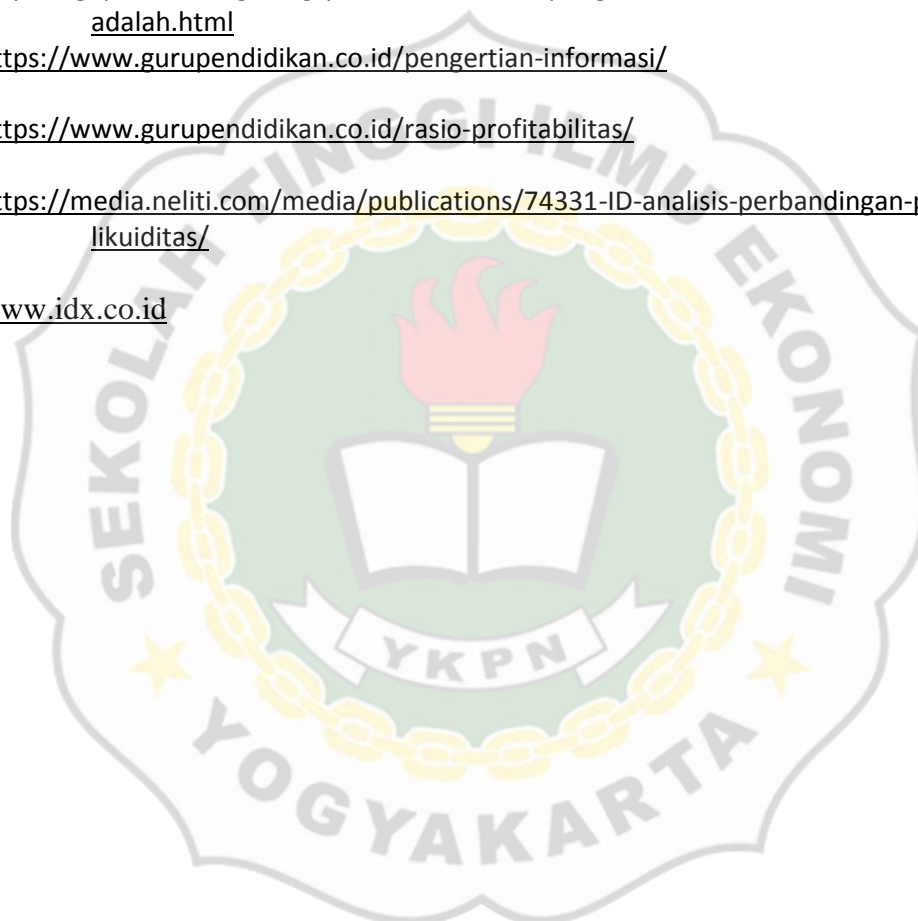 adalah.html
ttps://www.gurupendidikan.co.id/pengertian-informasi/
ttps://www.gurupendidikan.co.id/rasio-profitabilitas/
ttps://media.neliti.com/media/publications/74331-ID-analisis-perbandingan-p
likuiditas/
ww.idx.co.id
SEKOLAH TINGGI ILMU EKONOMI
YKPN
YOGYAKARTA